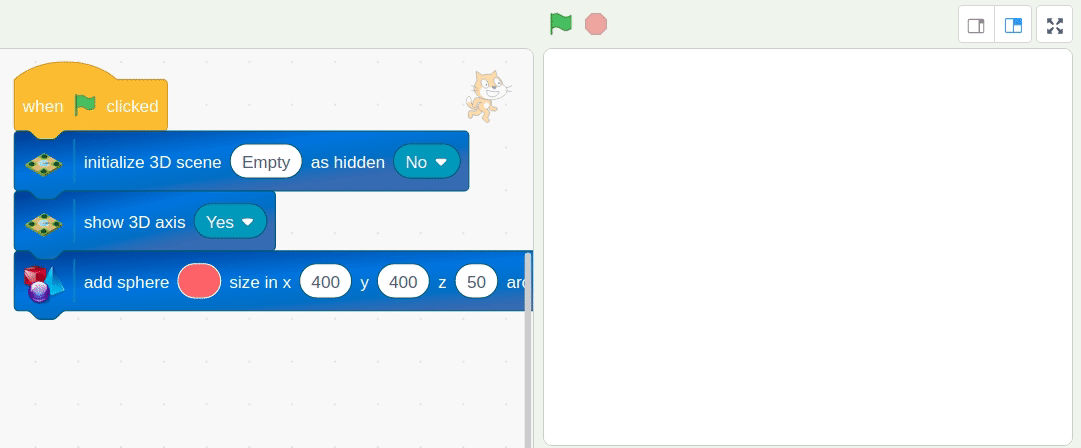 when clicked
initialize 3D scene Empty as hidden No
show 3D axis Yes
add sphere size in x 400 y 400 z 50